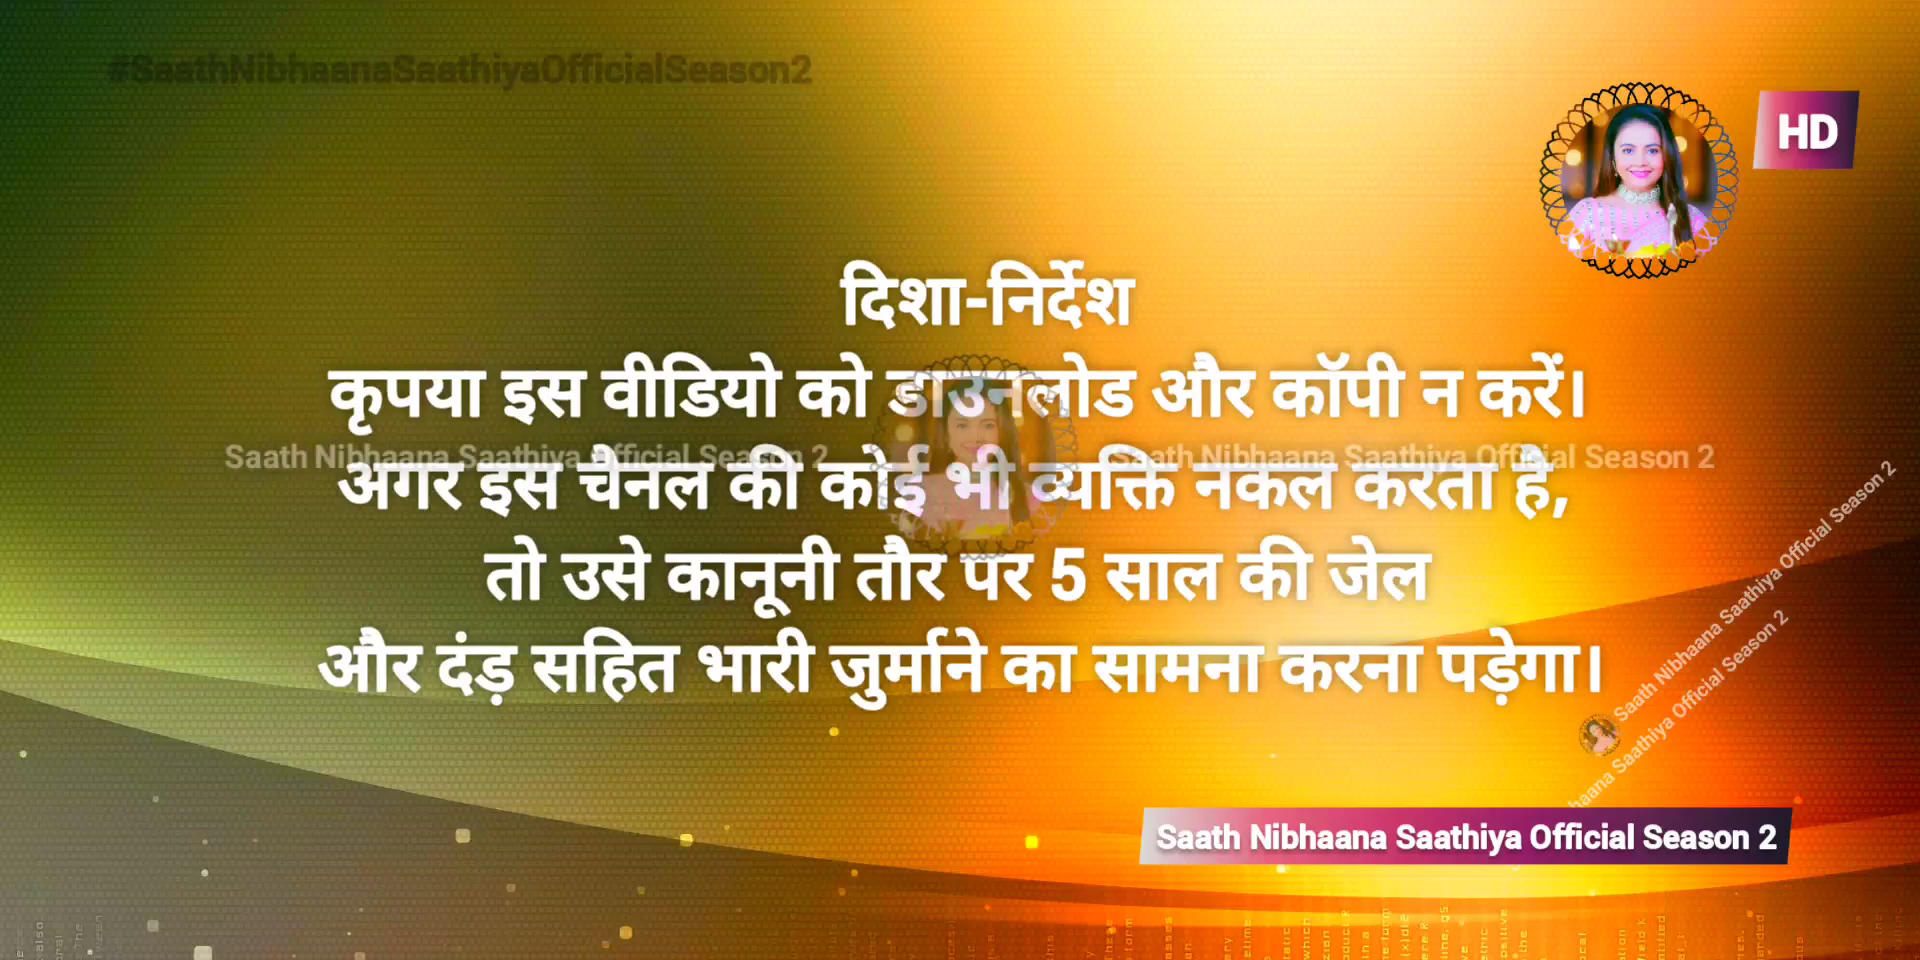 #SaathNibhaanaSaathiyaOfficialSeason2
HD
दिशा-निर्देश
कृपया इस वीडियो को डाउनलोड और कॉपी न करें।
Saath Nibhaana Saathiya Official Season 2
Saath Nibhaana Saathiya Official Season 2
अगर इस चैनल की कोई भी व्यक्ति नकल करता है,
तो उसे कानूनी तौर पर 5 साल की जेल
और दंड़ सहित भारी जुर्माने का सामना करना पड़ेगा।
Saath Nibhaana Saathiya Official Season 2
Saathiya Official Season 2
Saath Nibhaana Saathiya Official Season 2